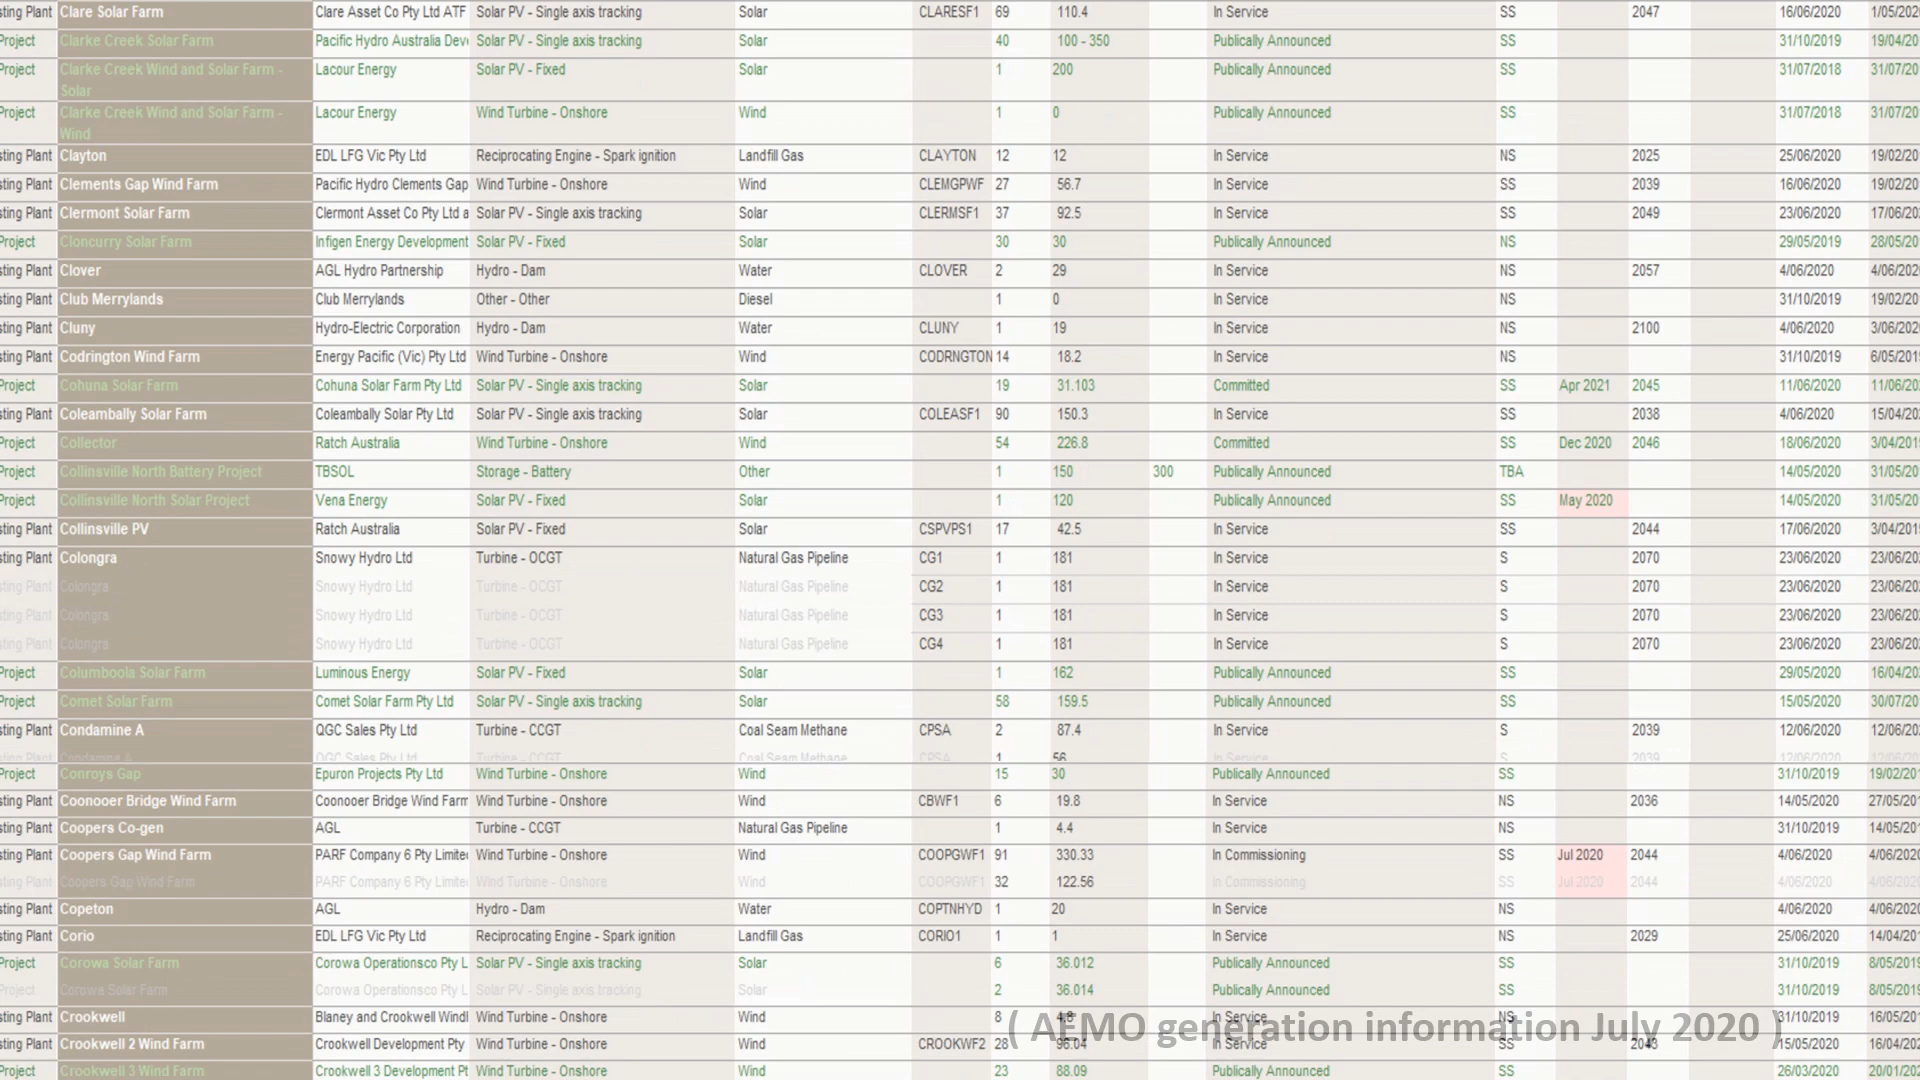 sting Plant Clare Solar Farm Clare Asset Co Pty Ltd ATF Solar PV - Single axis tracking Solar CLARESF1 69 110.4 In Service SS 2047 16/06/2020 1/05/202
Project Clarke Creek Solar Farm Pacific Hydro Australia Deve Solar PV - Single axis tracking Solar 40 100 - 350 Publically Announced SS 31/10/2019 19/04/20
Project Clarke Creek Wind and Solar Farm - Lacour Energy Solar PV - Fixed Solar 1 200 Publically Announced SS 31/07/2018 31/07/20
Solar
Project Clarke Creek Wind and Solar Farm - Lacour Energy Wind Turbine - Onshore Wind 1 0 Publically Announced SS 31/07/2018 31/07/20
Wind
sting Plant Clayton EDL LFG Vic Pty Ltd Reciprocating Engine - Spark ignition Landfill Gas CLAYTON 12 12 In Service NS 2025 25/06/2020 19/02/20
sting Plant Clements Gap Wind Farm Pacific Hydro Clements Gap Wind Turbine - Onshore Wind CLEMGPWF 27 56.7 In Service SS 2039 16/06/2020 19/02/20
sting Plant Clermont Solar Farm Clermont Asset Co Pty Ltd a Solar PV - Single axis tracking Solar CLERMSF1 37 92.5 In Service SS 2049 23/06/2020 17/06/20
Project Cloncurry Solar Farm Infigen Energy Development Solar PV - Fixed Solar 30 30 Publically Announced NS 29/05/2019 28/05/20
sting Plant Clover AGL Hydro Partnership Hydro - Dam Water CLOVER 2 29 In Service NS 2057 4/06/2020 4/06/202
sting Plant Club Merrylands Club Merrylands Other - Other Diesel 1 0 In Service NS 31/10/2019 19/02/20
sting Plant Cluny Hydro-Electric Corporation Hydro - Dam Water CLUNY 1 19 In Service NS 2100 4/06/2020 3/06/202
sting Plant Codrington Wind Farm Energy Pacific (Vic) Pty Ltd Wind Turbine - Onshore Wind CODRNGTON 14 18.2 In Service NS 31/10/2019 6/05/201
Project Cohuna Solar Farm Cohuna Solar Farm Pty Ltd Solar PV - Single axis tracking Solar 19 31.103 Committed SS Apr 2021 2045 11/06/2020 11/06/20
sting Plant Coleambally Solar Farm Coleambally Solar Pty Ltd Solar PV - Single axis tracking Solar COLEASF1 90 150.3 In Service SS 2038 4/06/2020 15/04/20
Project Collector Ratch Australia Wind Turbine - Onshore Wind 54 226.8 Committed SS Dec 2020 2046 18/06/2020 3/04/201
Project Collinsville North Battery Project TBSOL Storage - Battery Other 1 150 300 Publically Announced TBA 14/05/2020 31/05/20
Project Collinsville North Solar Project Vena Energy Solar PV - Fixed Solar 1 120 Publically Announced SS May 2020 14/05/2020 31/05/20
sting Plant Collinsville PV Ratch Australia Solar PV - Fixed Solar CSPVPS1 17 42.5 In Service SS 2044 17/06/2020 3/04/201
sting Plant Colongra Snowy Hydro Ltd Turbine - OCGT Natural Gas Pipeline CG1 1 181 In Service S 2070 23/06/2020 23/06/20
sting Plant Colongra Snowy Hydro Ltd Turbine - OCGT Natural Gas Pipeline CG2 1 181 In Service S 2070 23/06/2020 23/06/20
sting Plant Colongra Snowy Hydro Ltd Turbine - OCGT Natural Gas Pipeline CG3 1 181 In Service S 2070 23/06/2020 23/06/20
sting Plant Colongra Snowy Hydro Ltd Turbine - OCGT Natural Gas Pipeline CG4 1 181 In Service S 2070 23/06/2020 23/06/20
Project Columboola Solar Farm Luminous Energy Solar PV - Fixed Solar 1 162 Publically Announced SS 29/05/2020 16/04/20
Project Comet Solar Farm Comet Solar Farm Pty Ltd Solar PV - Single axis tracking Solar 58 159.5 Publically Announced SS 15/05/2020 30/07/20
sting Plant Condamine A QGC Sales Pty Ltd Turbine - CCGT Coal Seam Methane CPSA 2 87.4 In Service S 2039 12/06/2020 12/06/20
sting Plant Condamine A QGC Sales Pty Ltd Turbine - CCGT Coal Seam Methane CPSA 1 56 In Service S 2039 12/06/2020 12/06/20
Project Conroys Gap Epuron Projects Pty Ltd Wind Turbine - Onshore Wind 15 30 Publically Announced SS 31/10/2019 19/02/20
sting Plant Coonooer Bridge Wind Farm Coonooer Bridge Wind Farm Wind Turbine - Onshore Wind CBWF1 6 19.8 In Service NS 2036 14/05/2020 27/05/20
sting Plant Coopers Co-gen AGL Turbine - CCGT Natural Gas Pipeline 1 4.4 In Service NS 31/10/2019 14/05/20
sting Plant Coopers Gap Wind Farm PARF Company 6 Pty Limite Wind Turbine - Onshore Wind COOPGWF1 91 330.33 In Commissioning SS Jul 2020 2044 4/06/2020 4/06/202
sting Plant Coopers Gap Wind Farm PARF Company 6 Pty Limite Wind Turbine - Onshore Wind COOPGWF1 32 122.56 In Commissioning SS Jul 2020 2044 4/06/2020 4/06/202
sting Plant Copeton AGL Hydro - Dam Water COPTNHYD 1 20 In Service NS 4/06/2020 4/06/202
sting Plant Corio EDL LFG Vic Pty Ltd Reciprocating Engine - Spark ignition Landfill Gas CORIO1 1 1 In Service NS 2029 25/06/2020 14/04/20
Project Corowa Solar Farm Corowa Operationsco Pty L Solar PV - Single axis tracking Solar 6 36.012 Publically Announced SS 31/10/2019 8/05/201
Project Corowa Solar Farm Corowa Operationsco Pty L Solar PV - Single axis tracking Solar 2 36.014 Publically Announced SS 31/10/2019 8/05/201
sting Plant Crookwell Blaney and Crookwell Windf Wind Turbine - Onshore Wind 8 4.8 In Service NS 31/10/2019 16/05/20
( AEMO generation information July 2020 )
sting Plant Crookwell 2 Wind Farm Crookwell Development Pty Wind Turbine - Onshore Wind CROOKWF2 28 96.04 In Service SS 2043 15/05/2020 16/04/20
Project Crookwell 3 Wind Farm Crookwell 3 Development Pt Wind Turbine - Onshore Wind 23 88.09 Publically Announced SS 26/03/2020 20/01/20